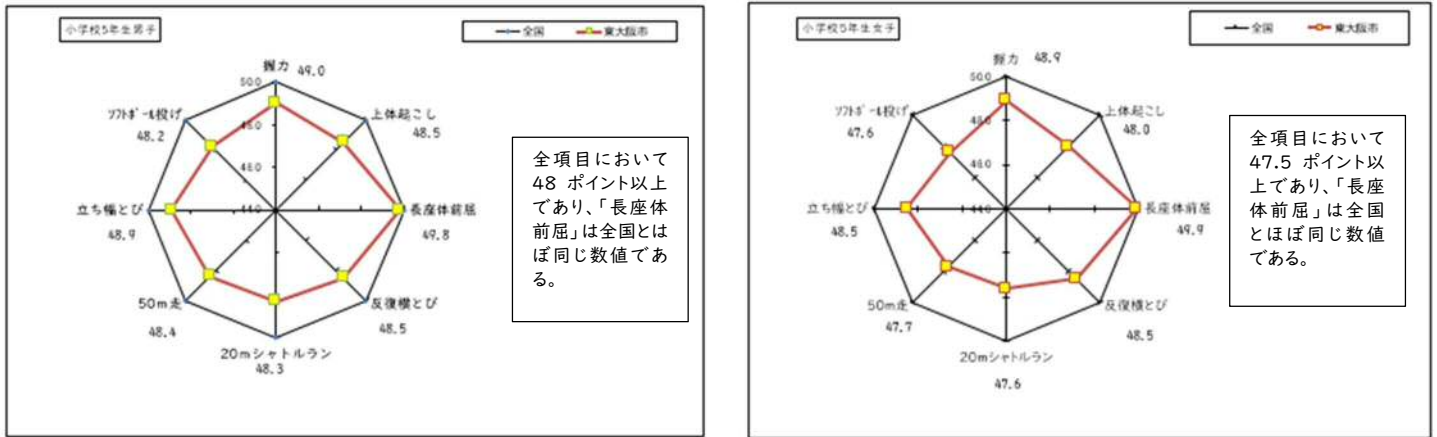 小学校5年生男子
全国
東大阪市
握力
49.0
50.0
48.0
46.0
44.0
上体起こし
48.5
長座体前屈
49.8
反復横とび
48.5
20mシャトルラン
48.3
50m走
48.4
立ち幅とび
48.9
ｿﾌﾄﾎﾞｰﾙ投げ
48.2
全項目において
48 ポイント以上
であり、「長座体
前屈」は全国とほ
ぼ同じ数値であ
る。
小学校5年生女子
全国
東大阪市
握力
48.9
50.0
48.0
46.0
44.0
上体起こし
48.0
長座体前屈
49.9
反復横とび
48.5
20mシャトルラン
47.6
50m走
47.7
立ち幅とび
48.5
ｿﾌﾄﾎﾞｰﾙ投げ
47.6
全項目において
47.5 ポイント以
上であり、「長座
体前屈」は全国
とほぼ同じ数値
である。